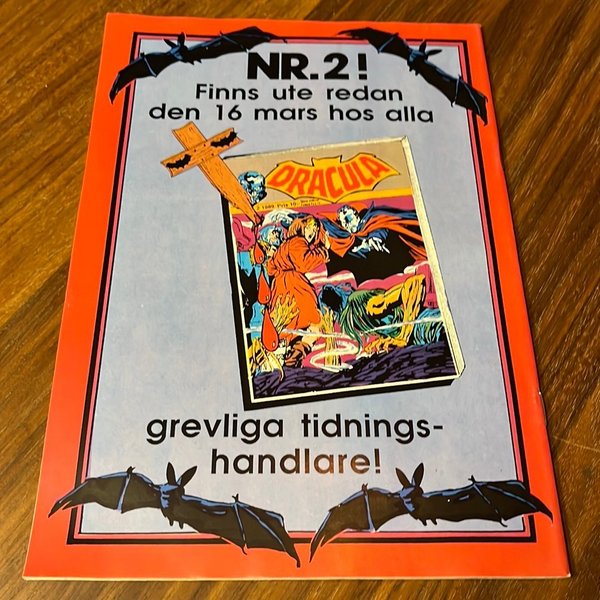 NR.2!
Finns ute redan
den 16 mars hos alla
DRACULA
grevliga tidnings-
handlare!